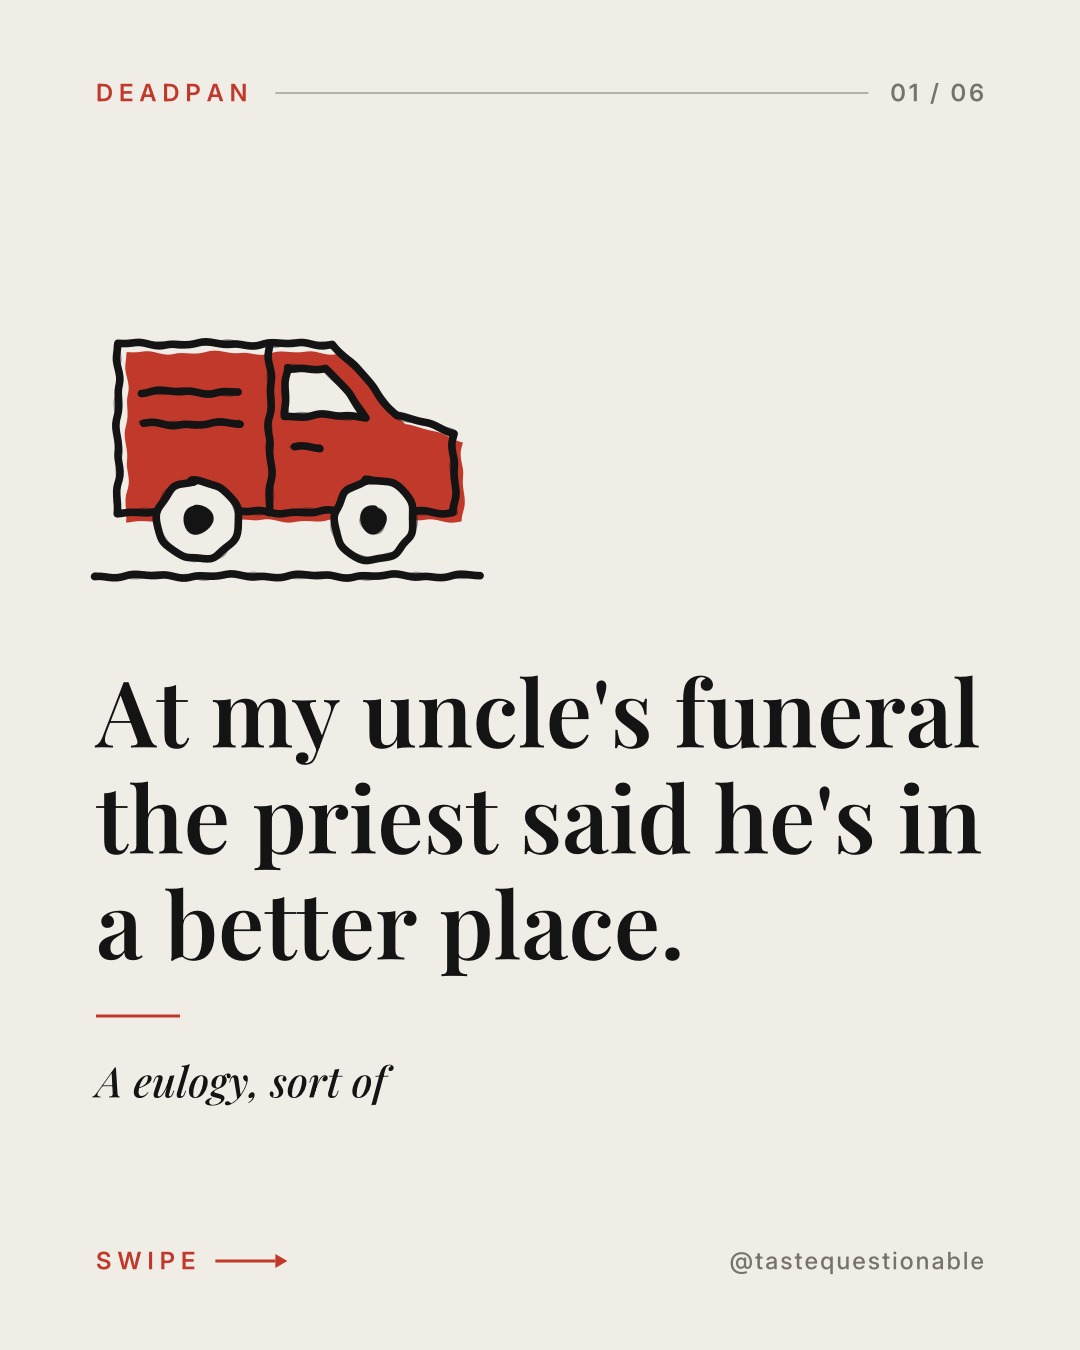 DEADPAN
01 / 06
At my uncle's funeral
the priest said he's in
a better place.
A eulogy, sort of
SWIPE
@tastequestionable